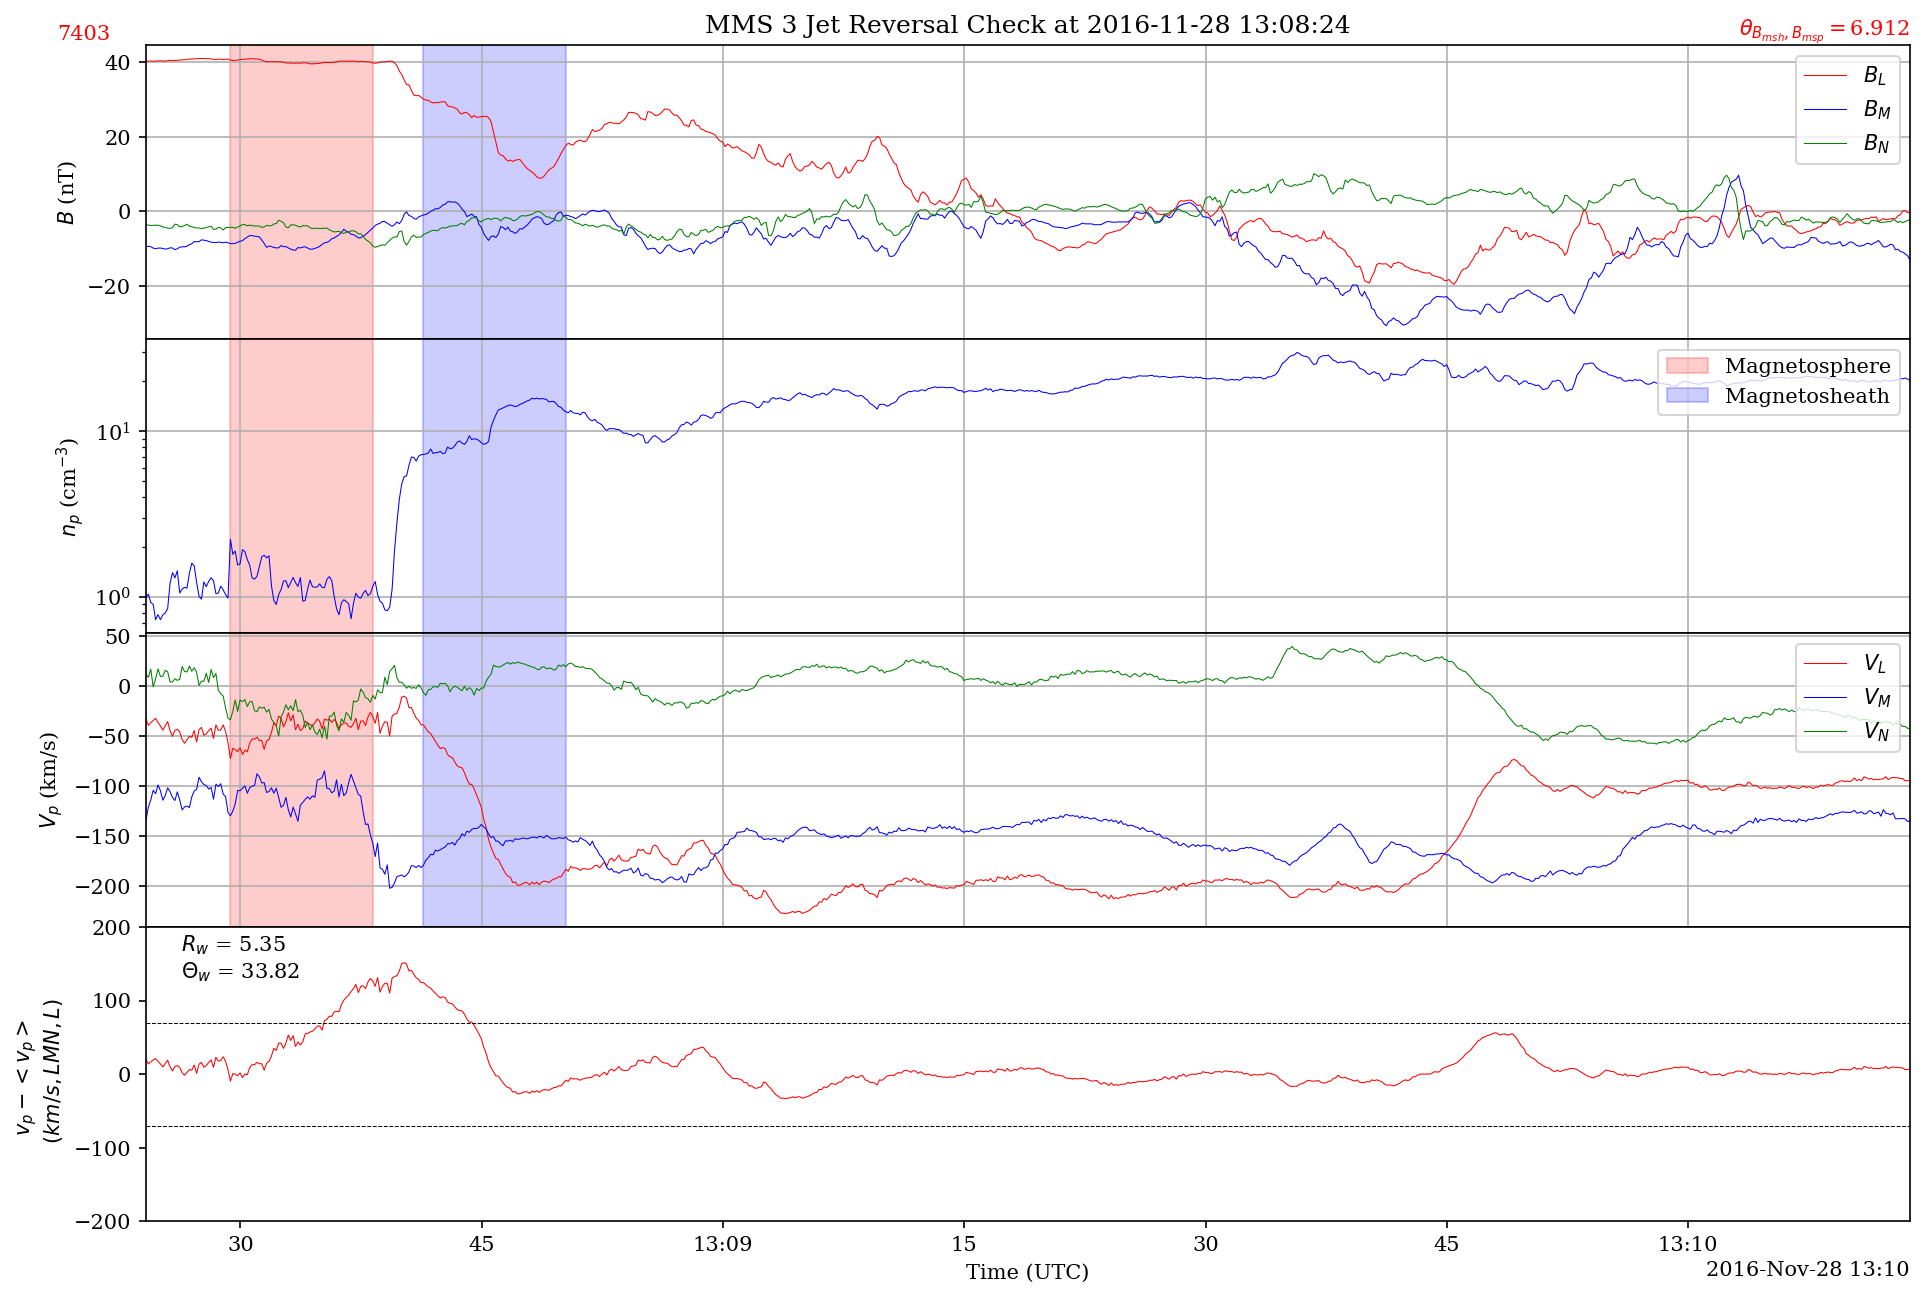 MMS 3 Jet Reversal Check at 2016-11-28 13:08:24
7403
θ_{B_{msh}, B_{msp}} = 6.912
40
20
0
−20
B (nT)
B_L
B_M
B_N
10^1
10^0
n_p (cm^{−3})
Magnetosphere
Magnetosheath
50
0
−50
−100
−150
−200
V_p (km/s)
V_L
V_M
V_N
200
100
0
−100
−200
v_p − < v_p >
(km/s, LMN, L)
R_w = 5.35
Θ_w = 33.82
30 45 13:09 15 30 45 13:10
Time (UTC)
2016-Nov-28 13:10